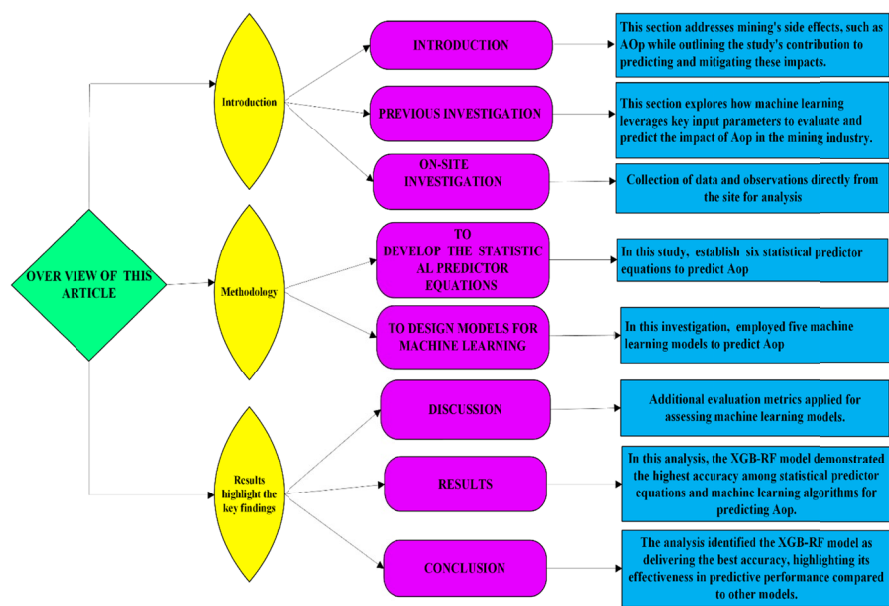 OVER VIEW OF THIS
ARTICLE
Introduction
INTRODUCTION
This section addresses mining's side effects, such as
AOp while outlining the study's contribution to
predicting and mitigating these impacts.
PREVIOUS INVESTIGATION
This section explores how machine learning
leverages key input parameters to evaluate and
predict the impact of Aop in the mining industry.
ON-SITE
INVESTIGATION
Collection of data and observations directly from
the site for analysis
Methodology
TO
DEVELOP THE STATISTIC
AL PREDICTOR
EQUATIONS
In this study, establish six statistical predictor
equations to predict Aop
TO DESIGN MODELS FOR
MACHINE LEARNING
In this investigation, employed five machine
learning models to predict Aop
Results
highlight the
key findings
DISCUSSION
Additional evaluation metrics applied for
assessing machine learning models.
RESULTS
In this analysis, the XGB-RF model demonstrated
the highest accuracy among statistical predictor
equations and machine learning algorithms for
predicting Aop.
CONCLUSION
The analysis identified the XGB-RF model as
delivering the best accuracy, highlighting its
effectiveness in predictive performance compared
to other models.